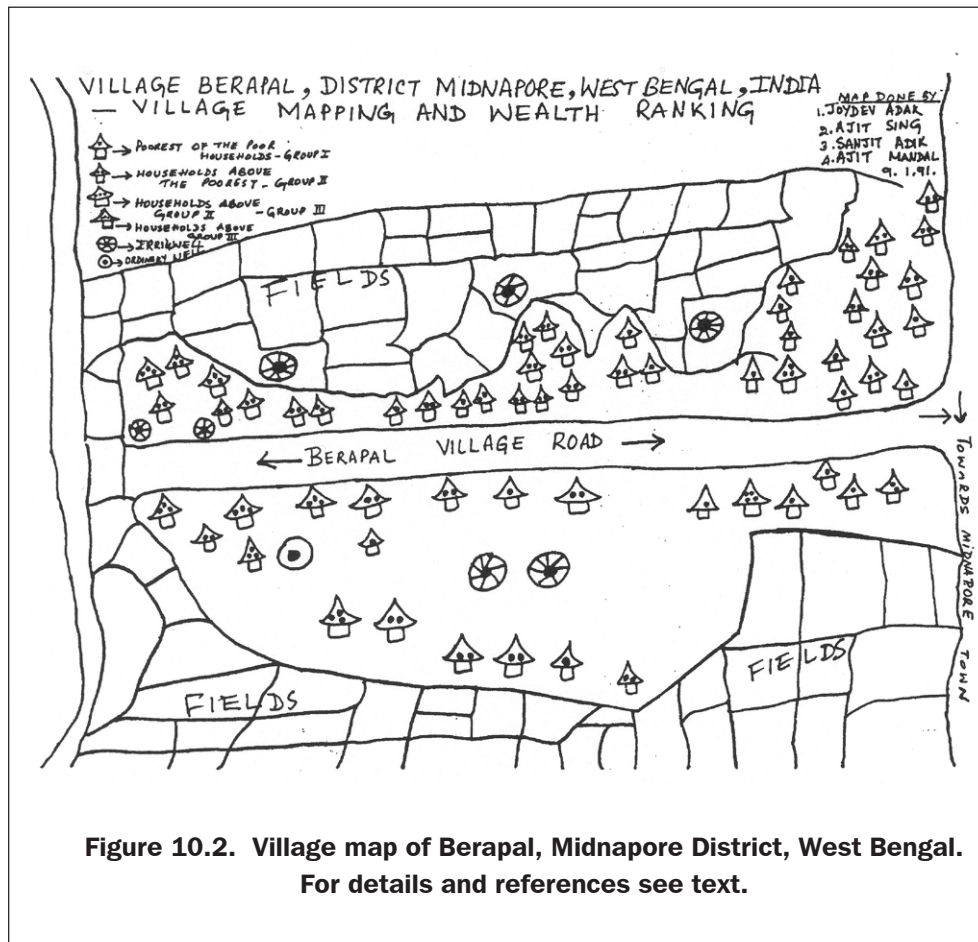 VILLAGE BERAPAL, DISTRICT MIDNAPORE, WEST BENGAL, INDIA
— VILLAGE MAPPING AND WEALTH RANKING
MAP DONE BY
1. JOYDEV ADAK
2. AJIT SING
3. SANJIT ADIK
4. AJIT MANDAL
9.1.91.
→ POOREST OF THE POOR
HOUSEHOLDS - GROUP I
→ HOUSEHOLDS ABOVE
THE POOREST - GROUP II
→ HOUSEHOLDS ABOVE
GROUP II - GROUP III
→ HOUSEHOLDS ABOVE
GROUP III
→ ORDINERY WELL
FIELDS
← BERAPAL VILLAGE ROAD →
TOWARDS MIDNAPORE TOWN
FIELDS
FIELDS
Figure 10.2. Village map of Berapal, Midnapore District, West Bengal.
For details and references see text.